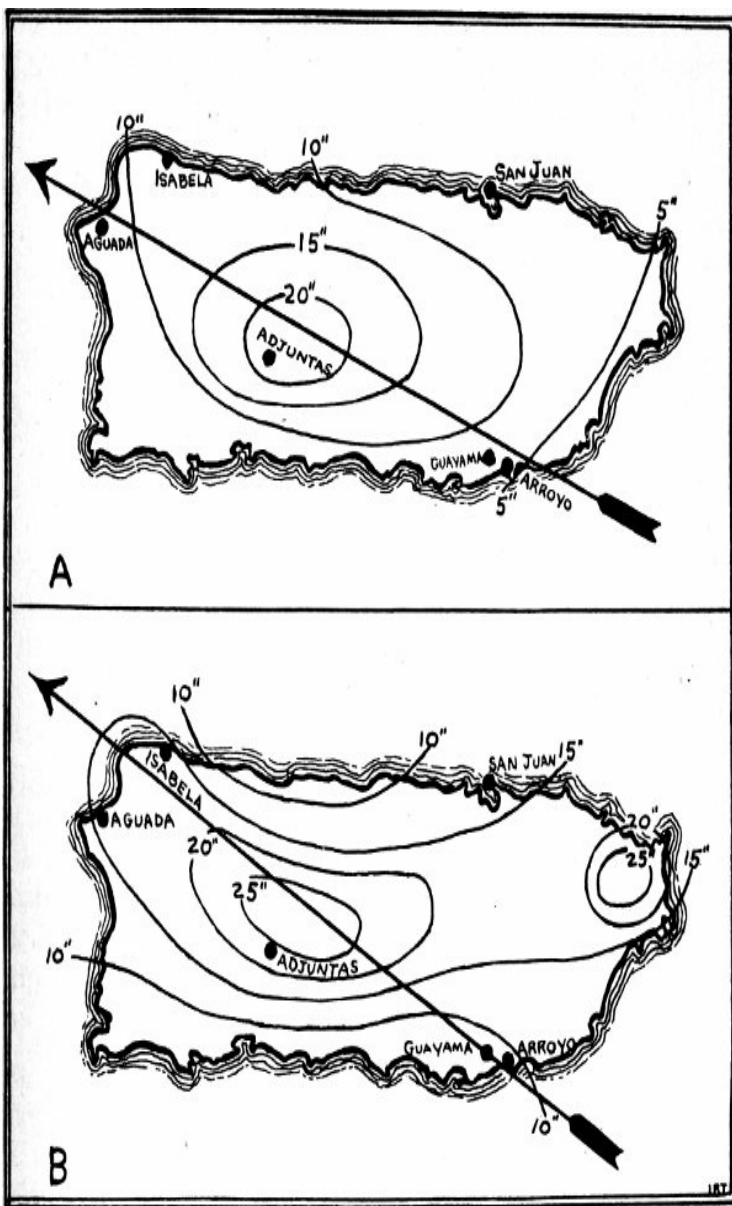 10"
10"
ISABELA
SAN JUAN
5"
AGUADA
15"
20"
ADJUNTAS
GUAYAMA
ARROYO
5"
A
10"
10"
ISABELA
SAN JUAN
15"
AGUADA
20"
20"
25"
15"
25"
10"
ADJUNTAS
GUAYAMA
ARROYO
10"
B